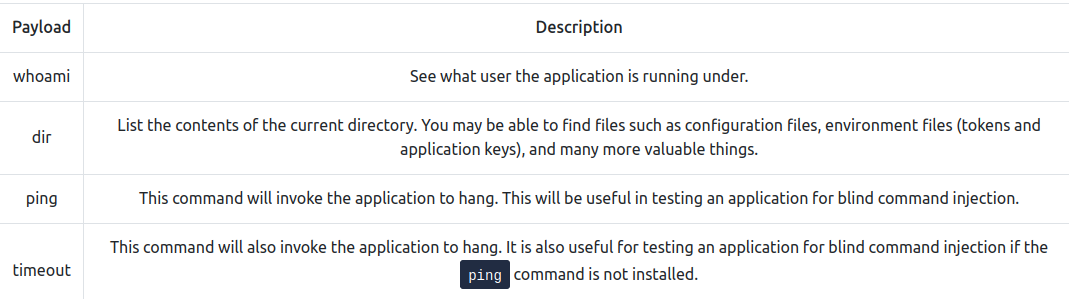 Payload Description
whoami See what user the application is running under.
dir List the contents of the current directory. You may be able to find files such as configuration files, environment files (tokens and
application keys), and many more valuable things.
ping This command will invoke the application to hang. This will be useful in testing an application for blind command injection.
timeout This command will also invoke the application to hang. It is also useful for testing an application for blind command injection if the
ping command is not installed.